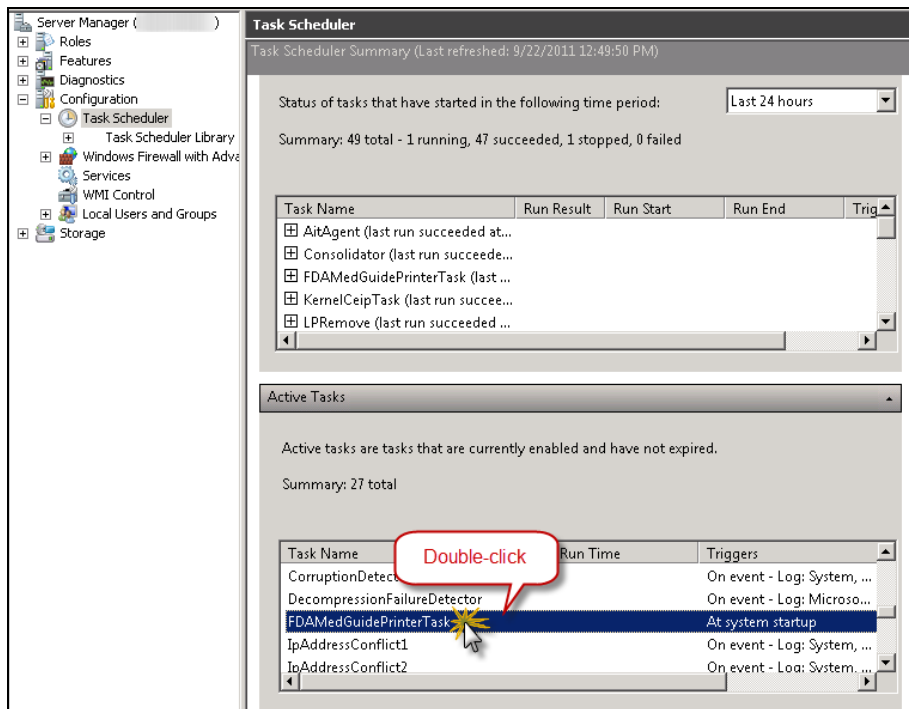 Server Manager (          )
Roles
Features
Diagnostics
Configuration
Task Scheduler
Task Scheduler Library
Windows Firewall with Adva
Services
WMI Control
Local Users and Groups
Storage
Task Scheduler
Task Scheduler Summary (Last refreshed: 9/22/2011 12:49:50 PM)
Status of tasks that have started in the following time period: Last 24 hours
Summary: 49 total - 1 running, 47 succeeded, 1 stopped, 0 failed
Task Name Run Result Run Start Run End Trig
AitAgent (last run succeeded at...
Consolidator (last run succeede...
FDAMedGuidePrinterTask (last ...
KernelCeipTask (last run succee...
LPRemove (last run succeeded ...
Active Tasks
Active tasks are tasks that are currently enabled and have not expired.
Summary: 27 total
Task Name Run Time Triggers
Double-click
CorruptionDetec On event - Log: System, ...
DecompressionFailureDetector On event - Log: Microso...
FDAMedGuidePrinterTask At system startup
IpAddressConflict1 On event - Log: System, ...
IpAddressConflict2 On event - Log: System, ...